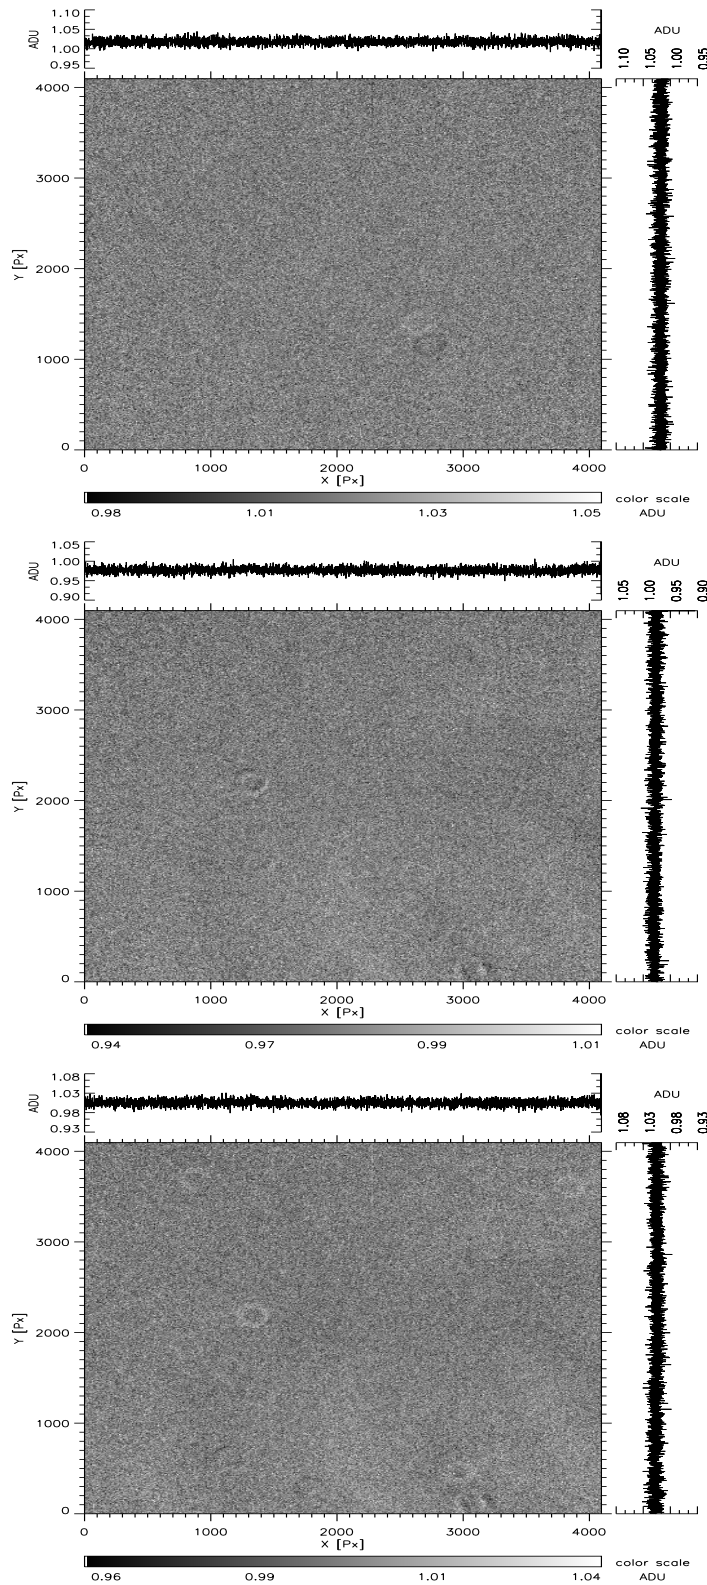 1.10
1.05
1.00
0.95
ADU
ADU
1.10 1.05 1.00 0.95
4000
3000
2000
1000
0
Y [Px]
0 1000 2000 3000 4000
X [Px]
color scale
0.98 1.01 1.03 1.05 ADU
1.05
1.00
0.95
0.90
ADU
ADU
1.05 1.00 0.95 0.90
4000
3000
2000
1000
0
Y [Px]
0 1000 2000 3000 4000
X [Px]
color scale
0.94 0.97 0.99 1.01 ADU
1.08
1.03
0.98
0.93
ADU
ADU
1.08 1.03 0.98 0.93
4000
3000
2000
1000
0
Y [Px]
0 1000 2000 3000 4000
X [Px]
color scale
0.96 0.99 1.01 1.04 ADU